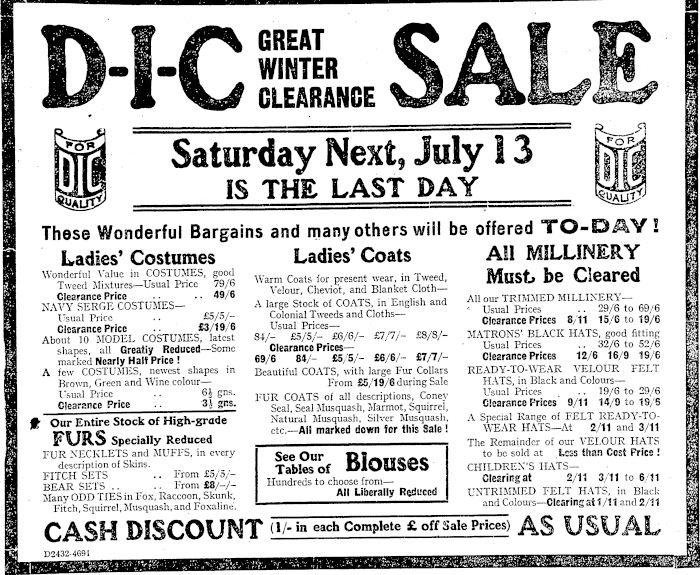 D-I-C GREAT WINTER CLEARANCE SALE
FOR DIC QUALITY
Saturday Next, July 13
IS THE LAST DAY
FOR DIC QUALITY
These Wonderful Bargains and many others will be offered TO-DAY!
Ladies' Costumes
Wonderful Value in COSTUMES, good
Tweed Mixtures—Usual Price 79/6
Clearance Price .. 49/6
NAVY SERGE COSTUMES—
Usual Price .. £5/5/-
Clearance Price .. £3/19/6
About 10 MODEL COSTUMES, latest
shapes, all Greatly Reduced—Some
marked Nearly Half Price!
A few COSTUMES, newest shapes in
Brown, Green and Wine colour—
Usual Price .. 6½ gns.
Clearance Price .. 3½ gns.
Our Entire Stock of High-grade
FURS Specially Reduced
FUR NECKLETS and MUFFS, in every
description of Skins.
FITCH SETS .. From £5/5/-
BEAR SETS .. .. From £8/-/-
Many ODD TIES in Fox, Raccoon, Skunk,
Fitch, Squirrel, Musquash, and Foxaline.
Ladies' Coats
Warm Coats for present wear, in Tweed,
Velour, Cheviot, and Blanket Cloth—
A large Stock of COATS, in English and
Colonial Tweeds and Cloths—
Usual Prices—
84/- £5/5/- £6/6/- £7/7/- £8/8/-
Clearance Prices—
69/6 84/- £5/5/- £6/6/- £7/7/-
Beautiful COATS, with large Fur Collars
From £5/19/6 during Sale
FUR COATS of all descriptions, Coney
Seal, Seal Musquash, Marmot, Squirrel,
Natural Musquash, Silver Musquash,
etc.—All marked down for this Sale!
See Our
Tables of Blouses
Hundreds to choose from—
All Liberally Reduced
All MILLINERY
Must be Cleared
All our TRIMMED MILLINERY—
Usual Prices .. 29/6 to 69/6
Clearance Prices 8/11 15/6 to 19/6
MATRONS' BLACK HATS, good fitting
Usual Prices .. 32/6 to 52/6
Clearance Prices 12/6 16/9 19/6
READY-TO-WEAR VELOUR FELT
HATS, in Black and Colours—
Usual Prices .. 19/6 to 29/6
Clearance Prices 9/11 14/9 to 19/6
A Special Range of FELT READY-TO-
WEAR HATS—At 2/11 and 3/11
The Remainder of our VELOUR HATS
to be sold at Less than Cost Price!
CHILDREN'S HATS—
Clearing at 2/11 3/11 to 6/11
UNTRIMMED FELT HATS, in Black
and Colours—Clearing at 1/11 and 2/11
CASH DISCOUNT (1/- in each Complete £ off Sale Prices) AS USUAL
D2432-4691